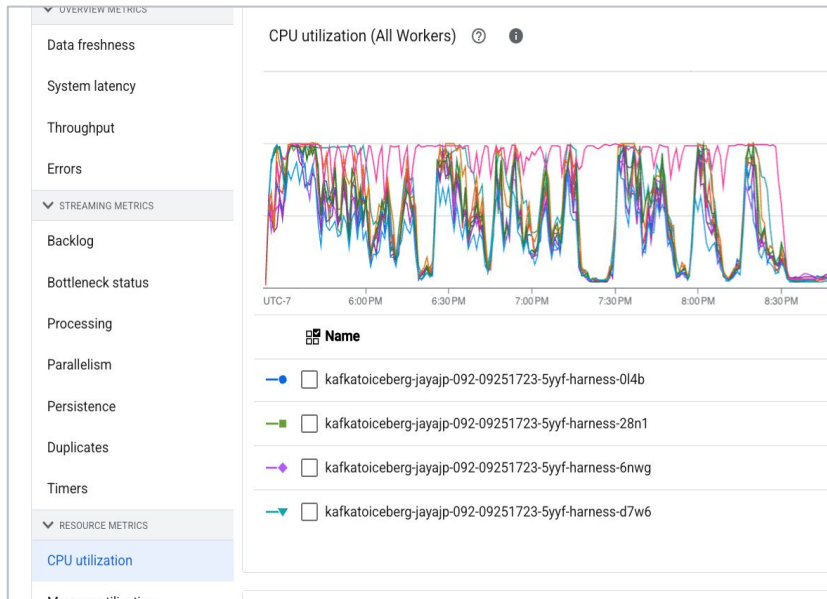 OVERVIEW METRICS
Data freshness
System latency
Throughput
Errors
STREAMING METRICS
Backlog
Bottleneck status
Processing
Parallelism
Persistence
Duplicates
Timers
RESOURCE METRICS
CPU utilization
CPU utilization (All Workers)
UTC-7 6:00 PM 6:30 PM 7:00 PM 7:30 PM 8:00 PM 8:30 PM
Name
kafkatoiceberg-jayajp-092-09251723-5yyf-harness-0l4b
kafkatoiceberg-jayajp-092-09251723-5yyf-harness-28n1
kafkatoiceberg-jayajp-092-09251723-5yyf-harness-6nwg
kafkatoiceberg-jayajp-092-09251723-5yyf-harness-d7w6